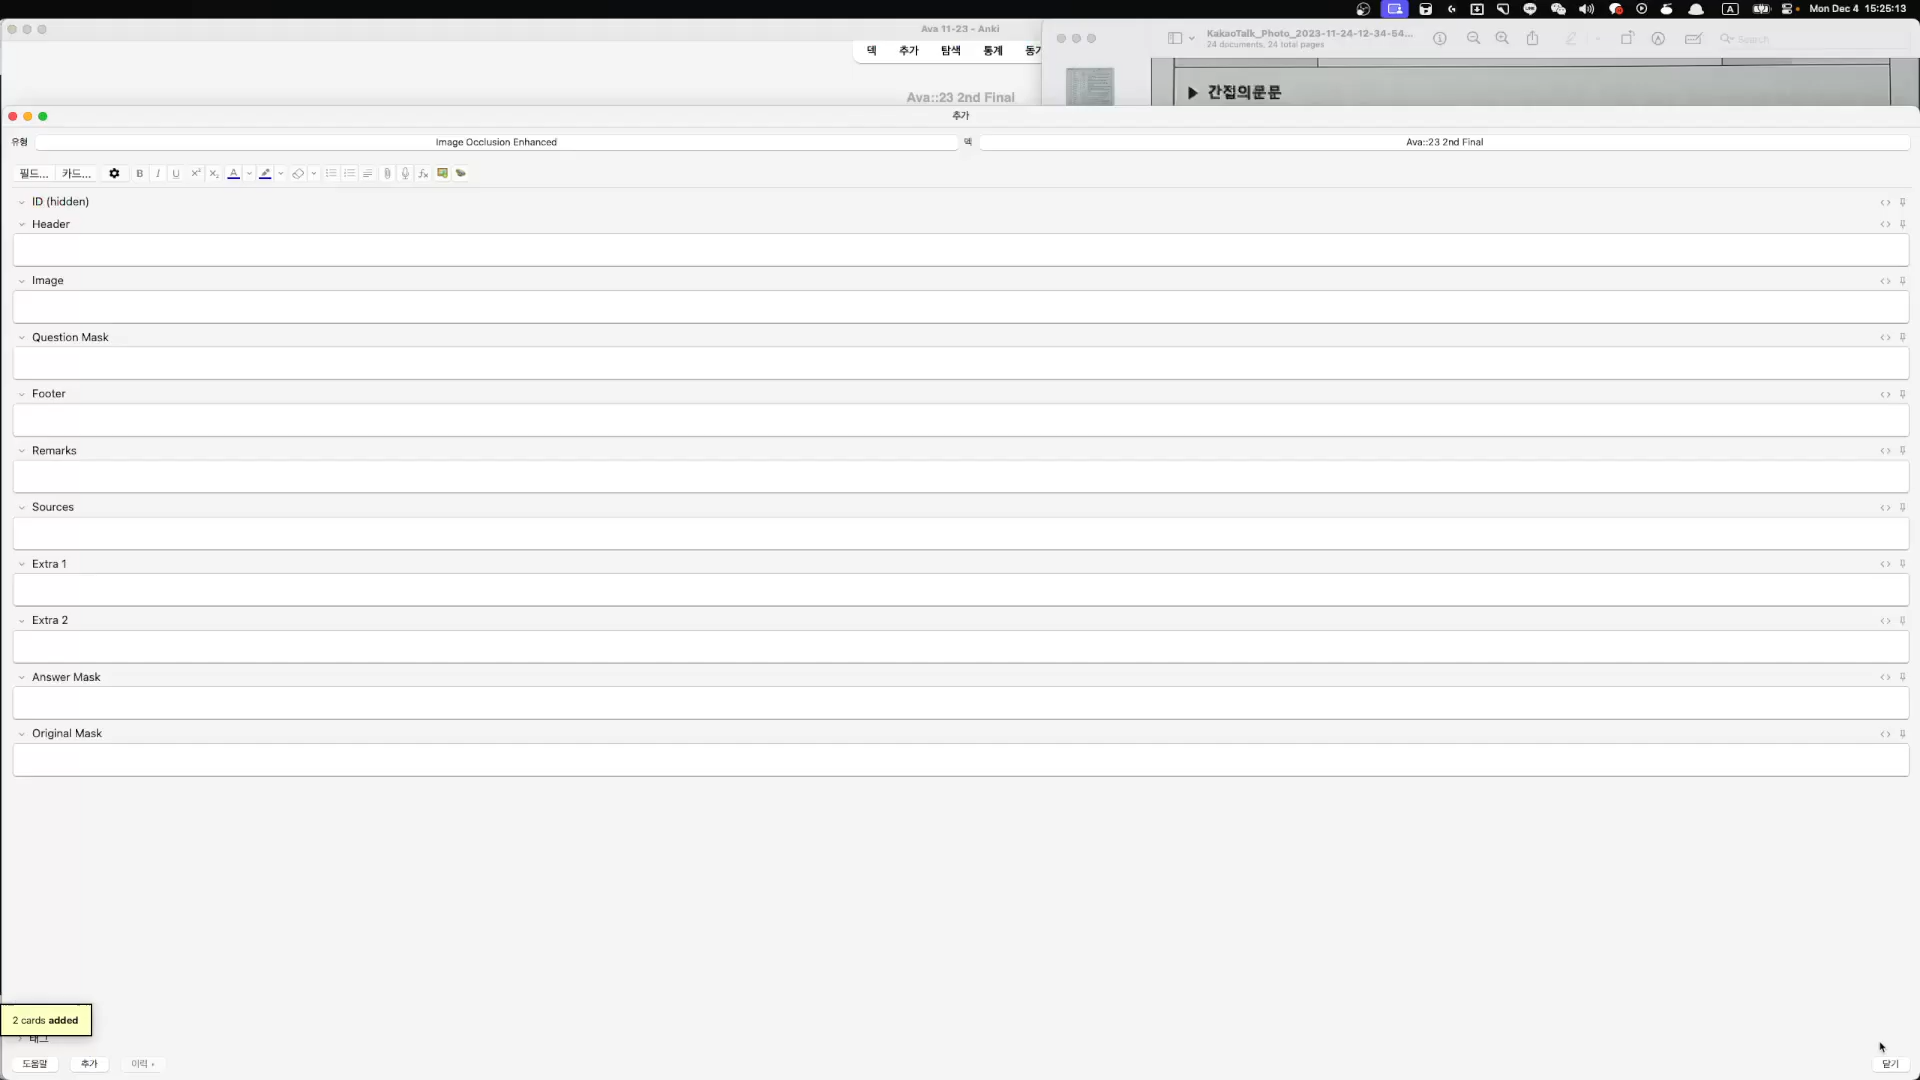 Mon Dec 4 15:25:13
Ava 11-23 - Anki
덱 추가 탐색 통계
Ava::23 2nd Final
KakaoTalk_Photo_2023-11-24-12-34-54...
24 documents, 24 total pages
Search
▶ 간접의문문
추가
유형 Image Occlusion Enhanced 덱 Ava::23 2nd Final
필드... 카드...
ID (hidden)
Header
Image
Question Mask
Footer
Remarks
Sources
Extra 1
Extra 2
Answer Mask
Original Mask
2 cards added
태그
도움말 추가 이력
닫기